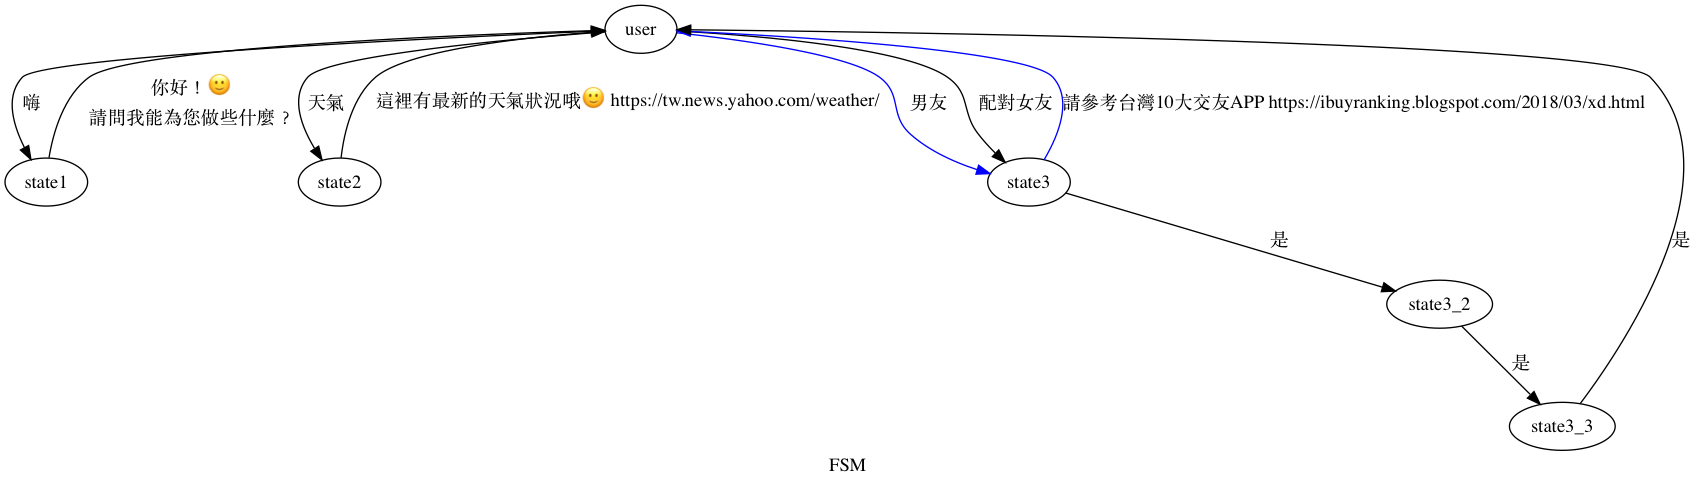 user
嗨
你好！🙂
請問我能為您做些什麼？
天氣
這裡有最新的天氣狀況哦🙂 https://tw.news.yahoo.com/weather/
男友
配對女友
請參考台灣10大交友APP https://ibuyranking.blogspot.com/2018/03/xd.html
state1
state2
state3
是
是
state3_2
是
state3_3
FSM